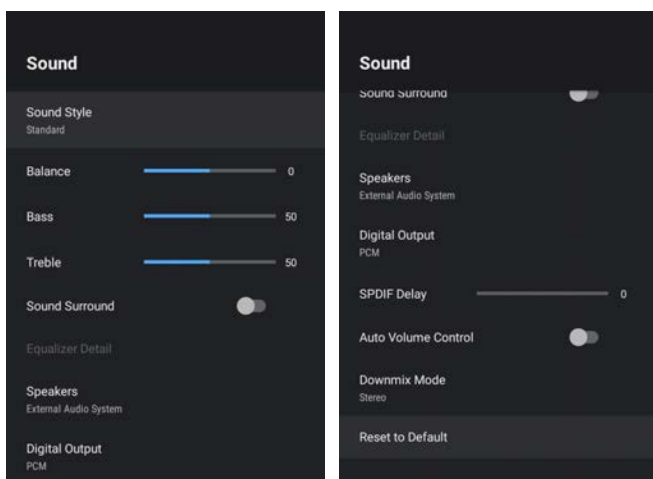 Sound
Sound Style
Standard
Balance 0
Bass 50
Treble 50
Sound Surround
Equalizer Detail
Speakers
External Audio System
Digital Output
PCM
Sound
Sound Surround
Equalizer Detail
Speakers
External Audio System
Digital Output
PCM
SPDIF Delay 0
Auto Volume Control
Downmix Mode
Stereo
Reset to Default